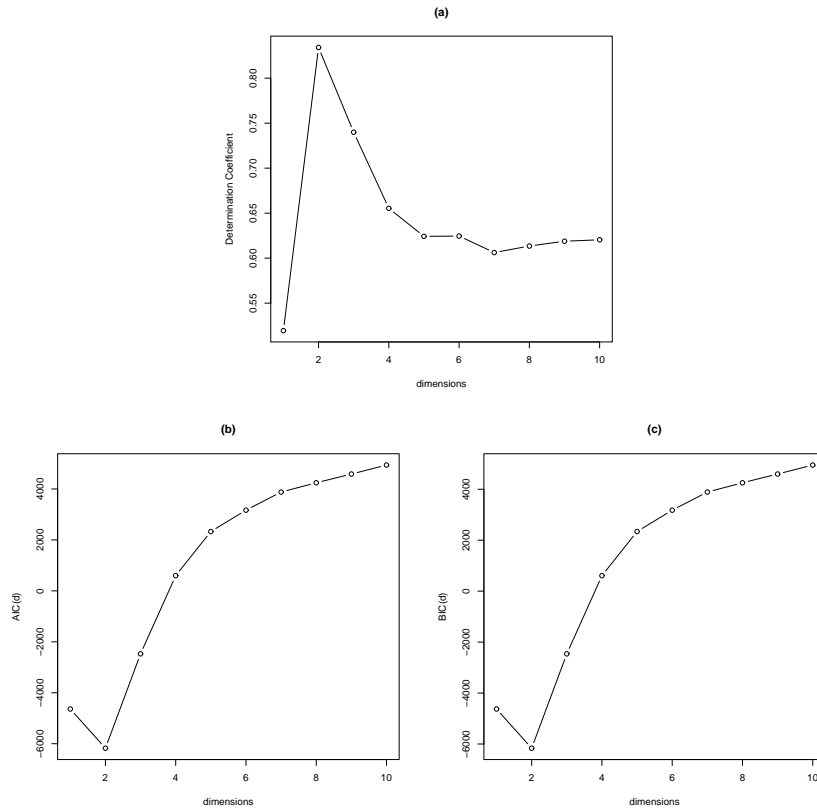 (a)
Determination Coefficient
0.80
0.75
0.70
0.65
0.60
0.55
2 4 6 8 10
dimensions
(b)
AIC(d)
4000
2000
0
−2000
−4000
−6000
2 4 6 8 10
dimensions
(c)
BIC(d)
4000
2000
0
−2000
−4000
−6000
2 4 6 8 10
dimensions